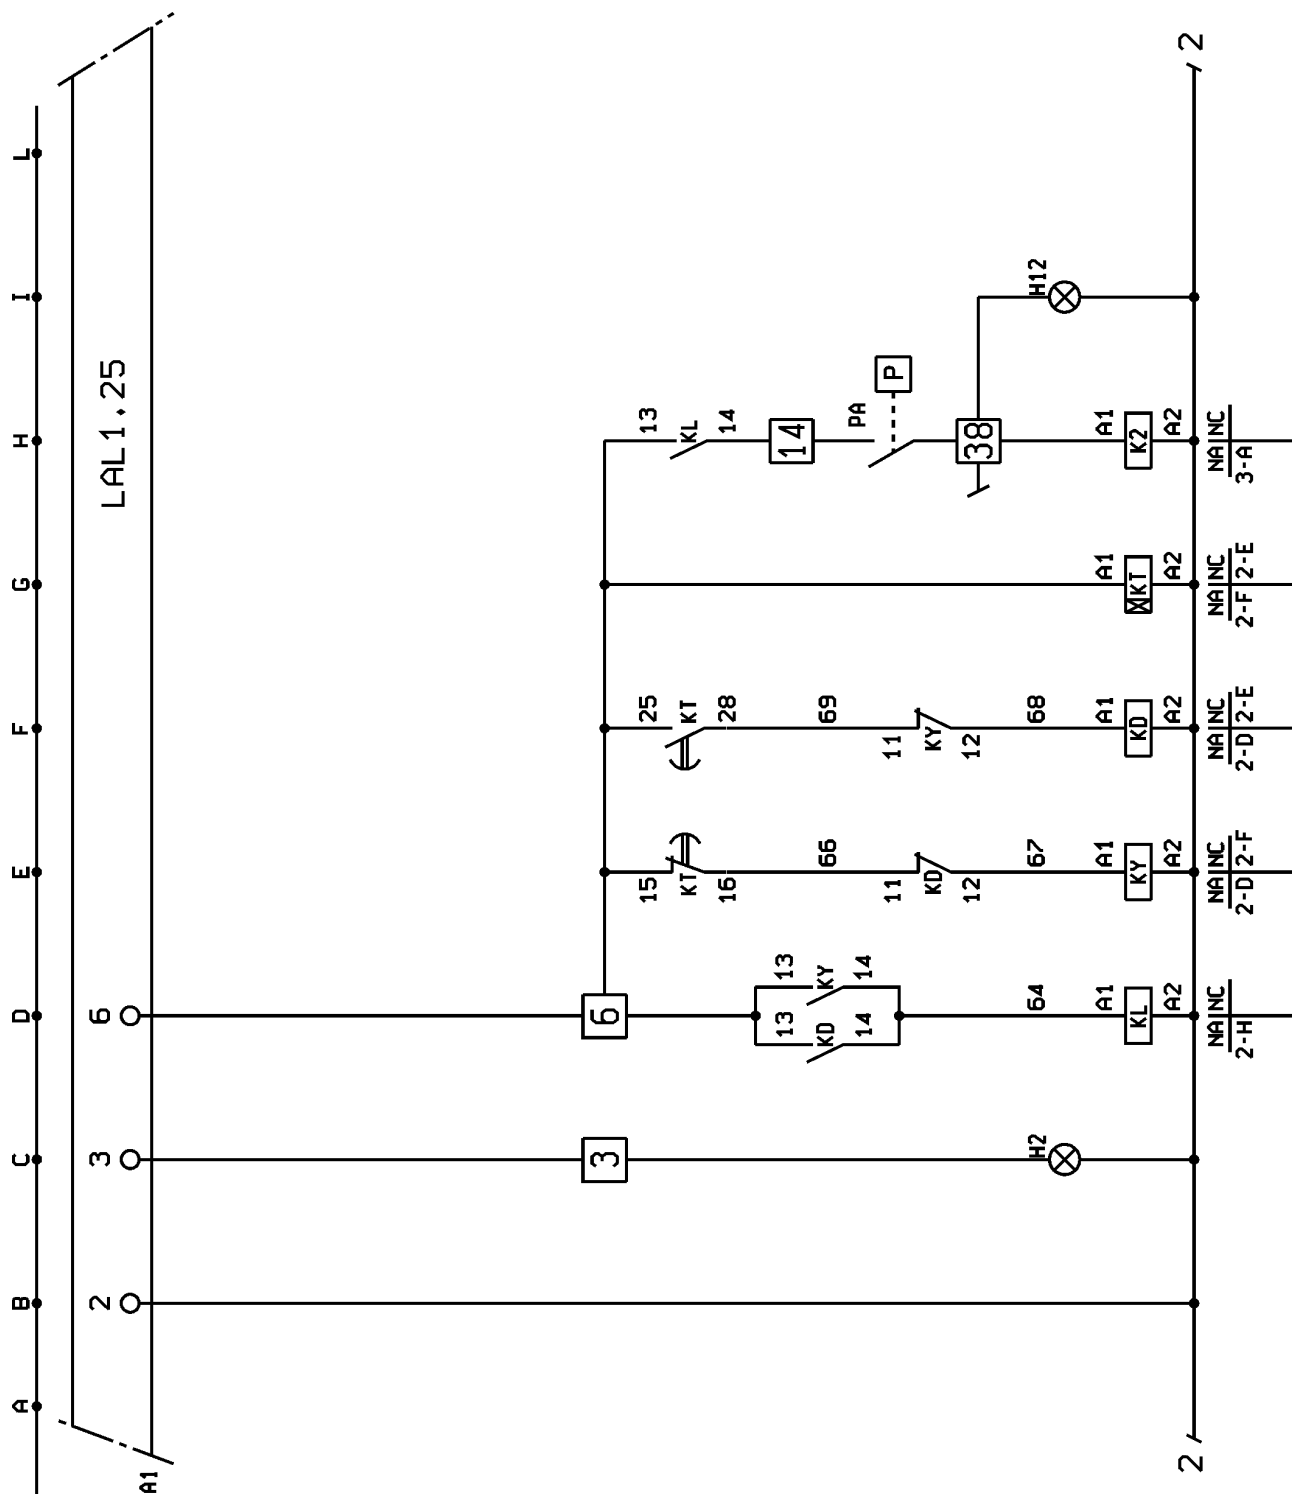 A B C D E F G H I L
LAL1.25
A1
2 3 6
3
H2
6
13 KY 14
13 KD 14
64
A1 KL A2
NA NC
2-H
15 KT 16
66
11 KD 12
67
A1 KY A2
NA NC
2-D 2-F
25 KT 28
69
11 KY 12
68
A1 KD A2
NA NC
2-D 2-E
A1 KT A2
NA NC
2-F 2-E
13 KL 14
14
PA
P
38
A1 K2 A2
NA NC
3-A
H12
2 2